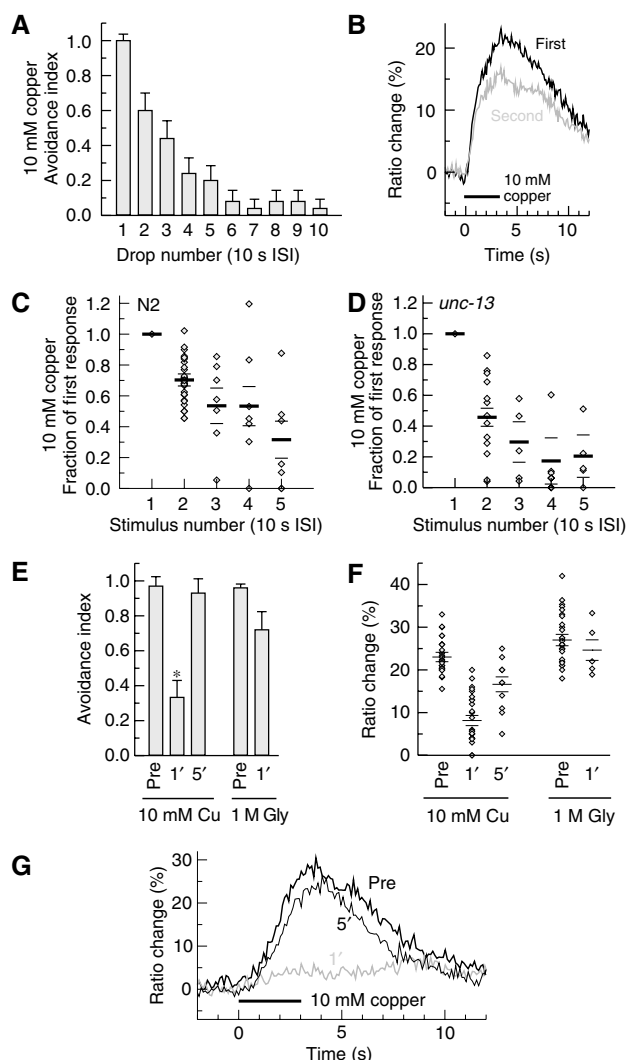 A
10 mM copper
Avoidance index
1.0
0.8
0.6
0.4
0.2
0.0
1 2 3 4 5 6 7 8 9 10
Drop number (10 s ISI)
B
Ratio change (%)
20
10
0
First
Second
10 mM
copper
0 5 10
Time (s)
C
N2
10 mM copper
Fraction of first response
1.2
1.0
0.8
0.6
0.4
0.2
0.0
1 2 3 4 5
Stimulus number (10 s ISI)
D
unc-13
10 mM copper
Fraction of first response
1.2
1.0
0.8
0.6
0.4
0.2
0.0
1 2 3 4 5
Stimulus number (10 s ISI)
E
Avoidance index
1.0
0.8
0.6
0.4
0.2
0.0
*
Pre 1′ 5′ Pre 1′
10 mM Cu 1 M Gly
F
Ratio change (%)
40
30
20
10
0
Pre 1′ 5′ Pre 1′
10 mM Cu 1 M Gly
G
Ratio change (%)
30
20
10
0
Pre
5′
1′
10 mM copper
0 5 10
Time (s)